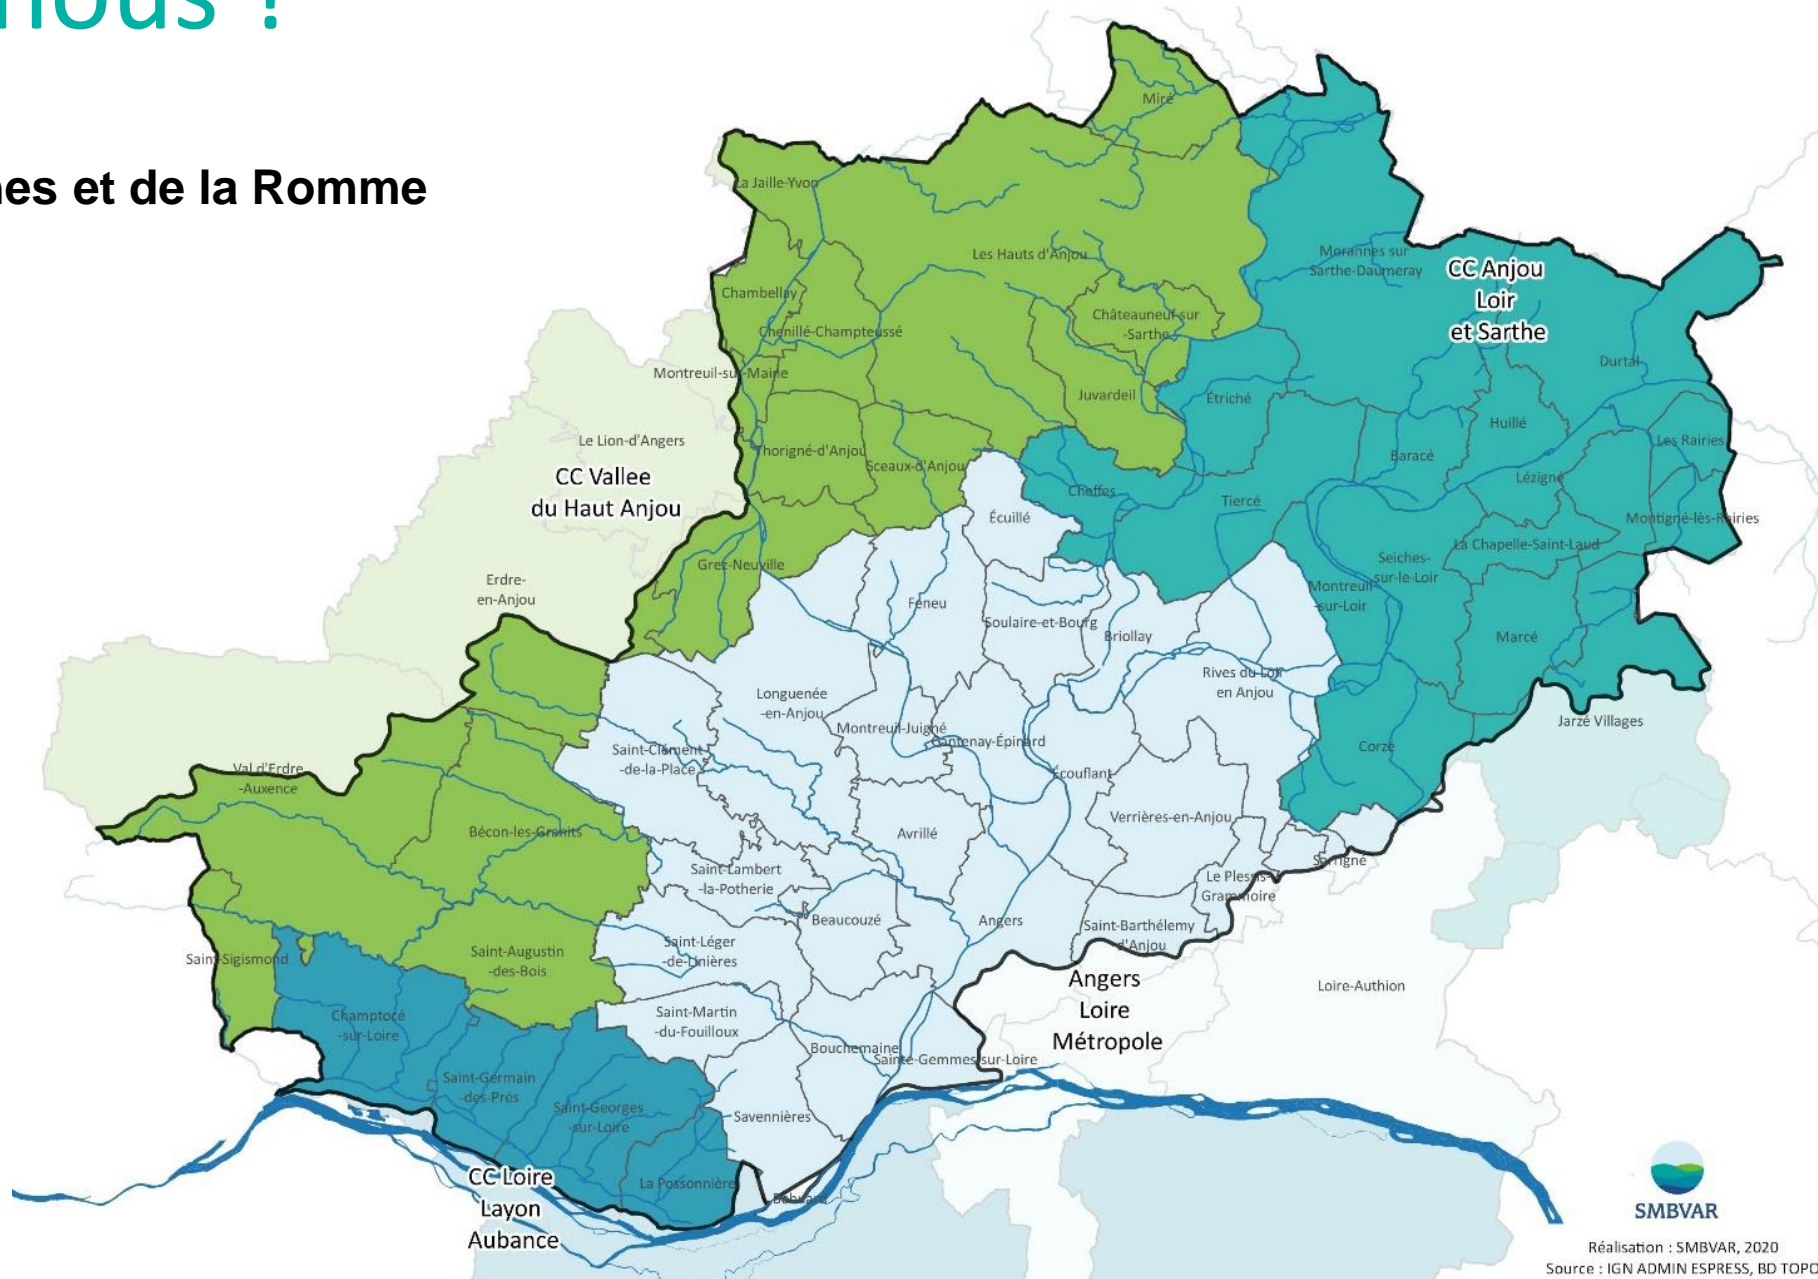 nous ?
nes et de la Romme
Miré
La Jaille-Yvon
Les Hauts d'Anjou
Morannes sur
Sarthe-Daumeray
CC Anjou
Loir
et Sarthe
Chambellay
Châteauneuf-sur
-Sarthe
Chenillé-Champteussé
Durtal
Montreuil-sur-Maine
Juvardeil
Étriché
Huillé
Le Lion-d'Angers
Thorigné-d'Anjou
Sceaux-d'Anjou
Baracé
Les Rairies
CC Vallee
du Haut Anjou
Cheffes
Tiercé
Lézigné
Écuillé
Montigné-lès-Rairies
La Chapelle-Saint-Laud
Grez-Neuville
Seiches-
sur-le-Loir
Erdre-
en-Anjou
Montreuil
-sur-Loir
Feneu
Soulaire-et-Bourg
Briollay
Marcé
Rives du Loir
en Anjou
Longuenée
-en-Anjou
Jarzé Villages
Montreuil-Juigné
Cantenay-Épinard
Saint-Clément
-de-la-Place
Corzé
Val d'Erdre
-Auxence
Écouflant
Verrières-en-Anjou
Bécon-les-Granits
Avrillé
Sarrigné
Saint-Lambert
-la-Potherie
Le Plessis-
Grammoire
Beaucouzé
Angers
Saint-Barthélemy
d'Anjou
Saint-Sigismond
Saint-Augustin
-des-Bois
Saint-Léger
-de-Linières
Angers
Loire
Métropole
Loire-Authion
Champtocé
-sur-Loire
Saint-Martin
-du-Fouilloux
Bouchemaine
Sainte-Gemmes-sur-Loire
Saint-Germain
-des-Prés
Saint-Georges
-sur-Loire
Savennières
CC Loire
Layon
Aubance
La Possonnière
Béhuard
SMBVAR
Réalisation : SMBVAR, 2020
Source : IGN ADMIN ESPRESS, BD TOPO